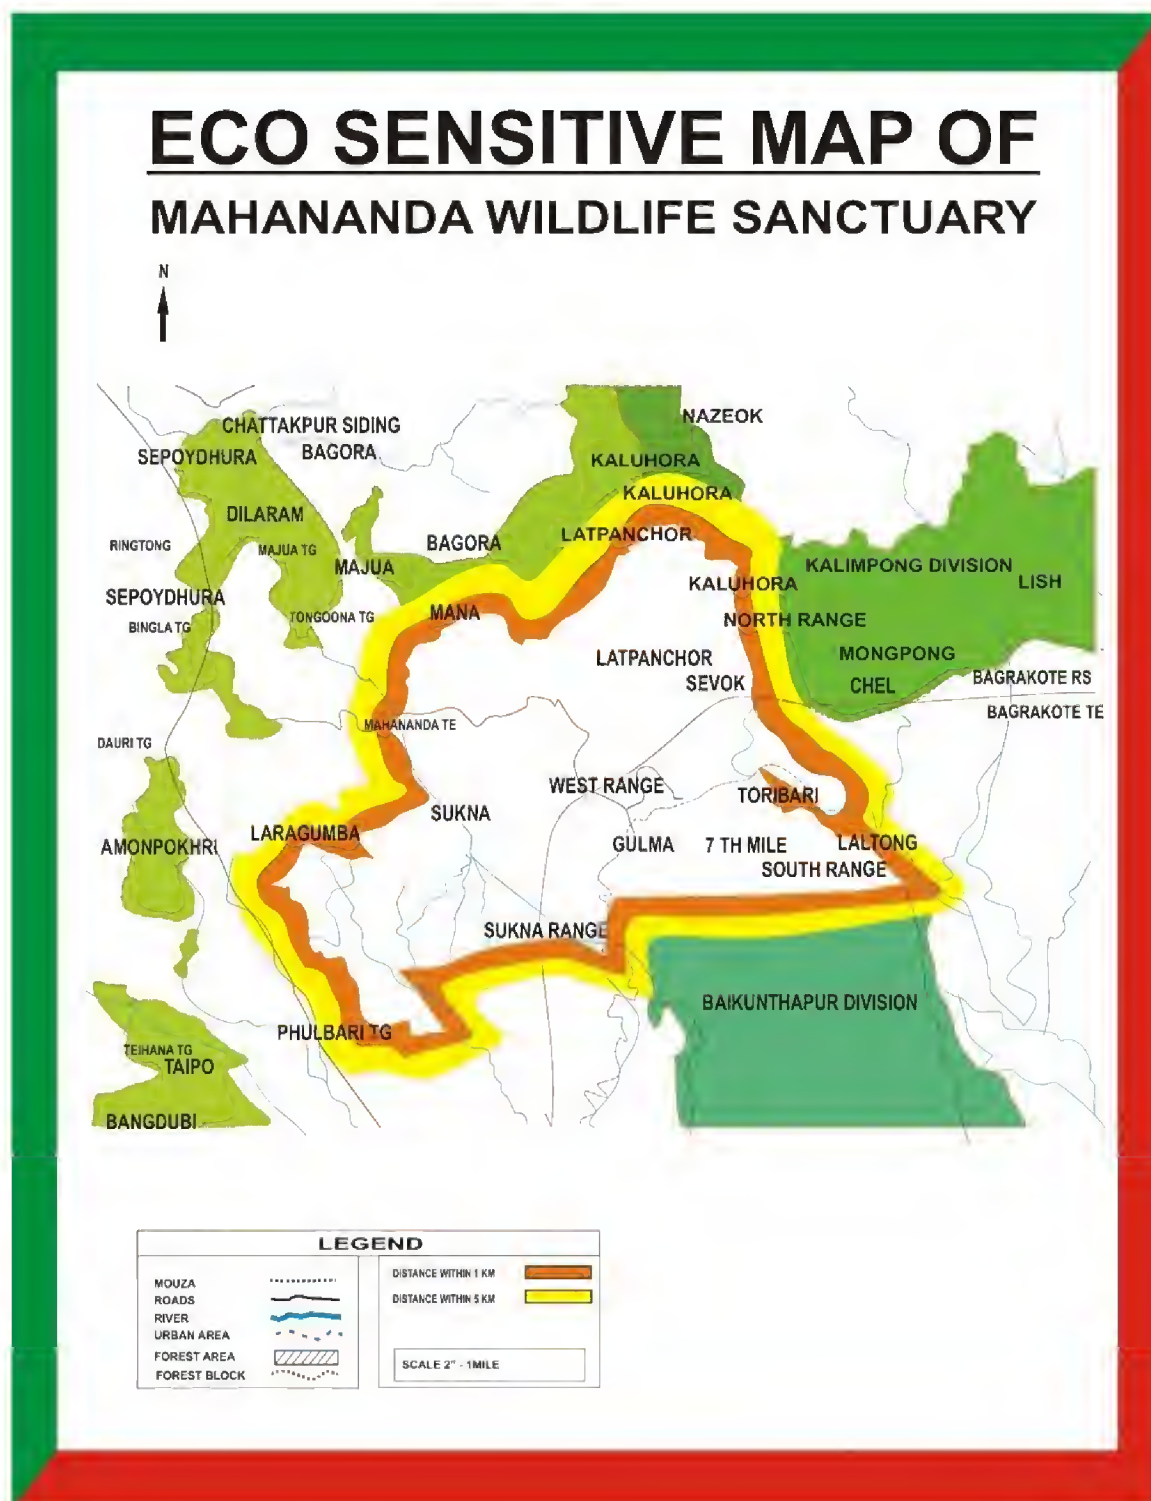 ECO SENSITIVE MAP OF
MAHANANDA WILDLIFE SANCTUARY
N
NAZEOK
CHATTAKPUR SIDING
BAGORA
SEPOYDHURA
KALUHORA
KALUHORA
DILARAM
LATPANCHOR
RINGTONG
MAJUA TG
BAGORA
MAJUA
KALIMPONG DIVISION
LISH
KALUHORA
SEPOYDHURA
BINGLA TG
TONGOONA TG
MANA
NORTH RANGE
LATPANCHOR
SEVOK
MONGPONG
CHEL
BAGRAKOTE RS
BAGRAKOTE TE
MAHANANDA TE
DAURI TG
WEST RANGE
TORIBARI
SUKNA
LARAGUMBA
AMONPOKHRI
GULMA
7 TH MILE
LALTONG
SOUTH RANGE
SUKNA RANGE
BAIKUNTHAPUR DIVISION
PHULBARI TG
TEIHANA TG
TAIPO
BANGDUBI
LEGEND
MOUZA
ROADS
RIVER
URBAN AREA
FOREST AREA
FOREST BLOCK
DISTANCE WITHIN 1 KM
DISTANCE WITHIN 5 KM
SCALE 2" - 1MILE